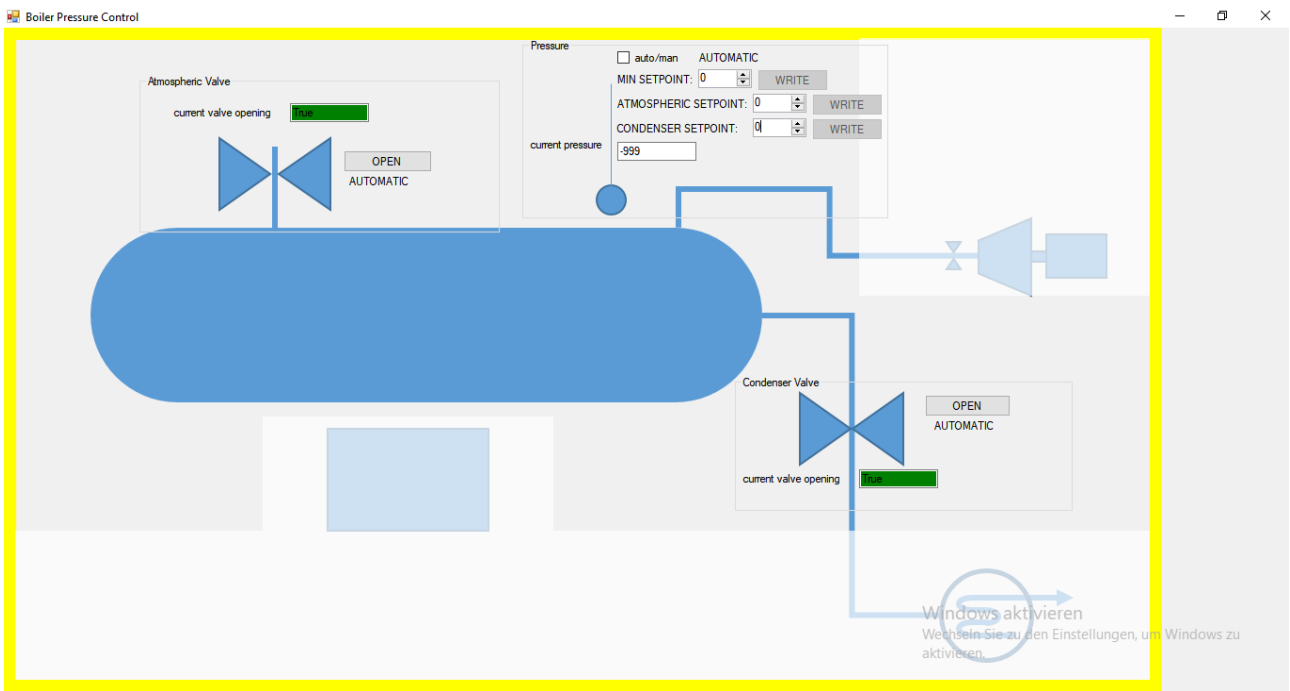 Boiler Pressure Control
Pressure
auto/man AUTOMATIC
MIN SETPOINT: 0 WRITE
ATMOSPHERIC SETPOINT: 0 WRITE
CONDENSER SETPOINT: 0 WRITE
current pressure -999
Atmospheric Valve
current valve opening True
OPEN
AUTOMATIC
Condenser Valve
OPEN
AUTOMATIC
current valve opening True
Windows aktivieren
Wechseln Sie zu den Einstellungen, um Windows zu
aktivieren.